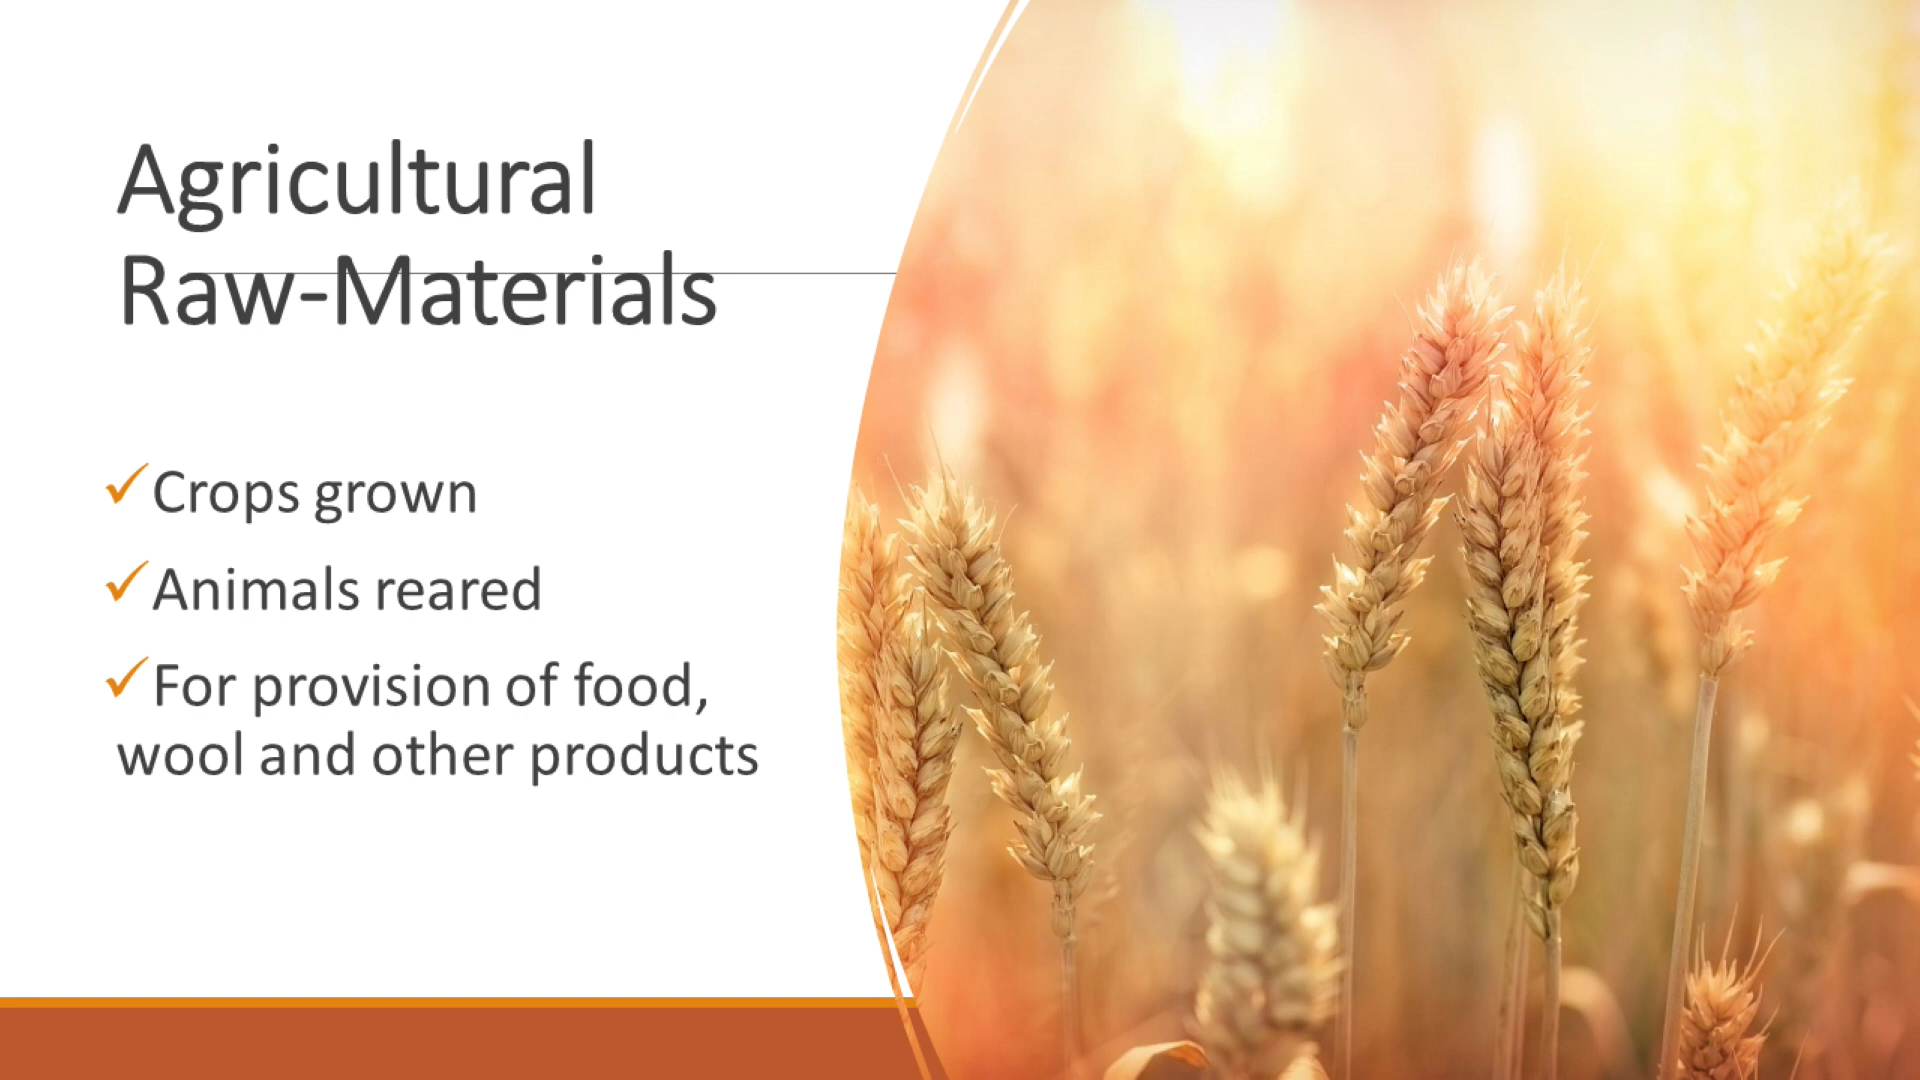 Agricultural
Raw-Materials
✓Crops grown
✓Animals reared
✓For provision of food,
wool and other products